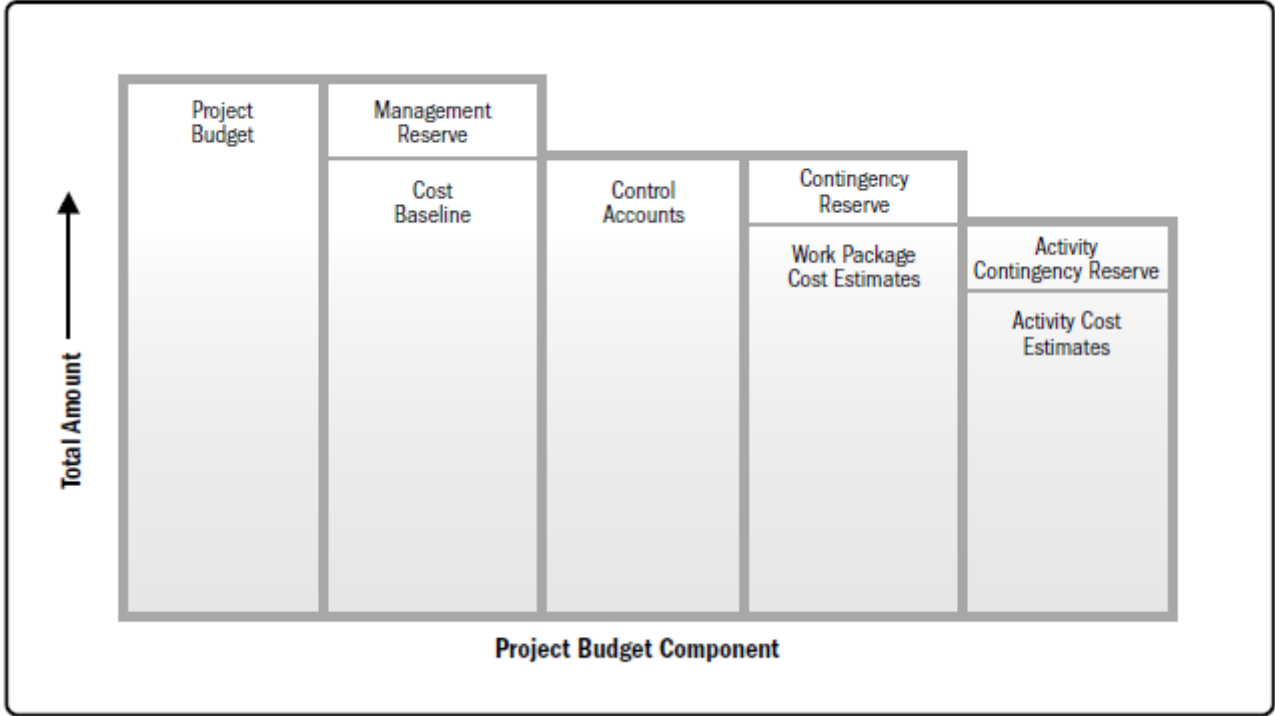 Project
Budget
Management
Reserve
Cost
Baseline
Control
Accounts
Contingency
Reserve
Work Package
Cost Estimates
Activity
Contingency Reserve
Activity Cost
Estimates
Total Amount
Project Budget Component